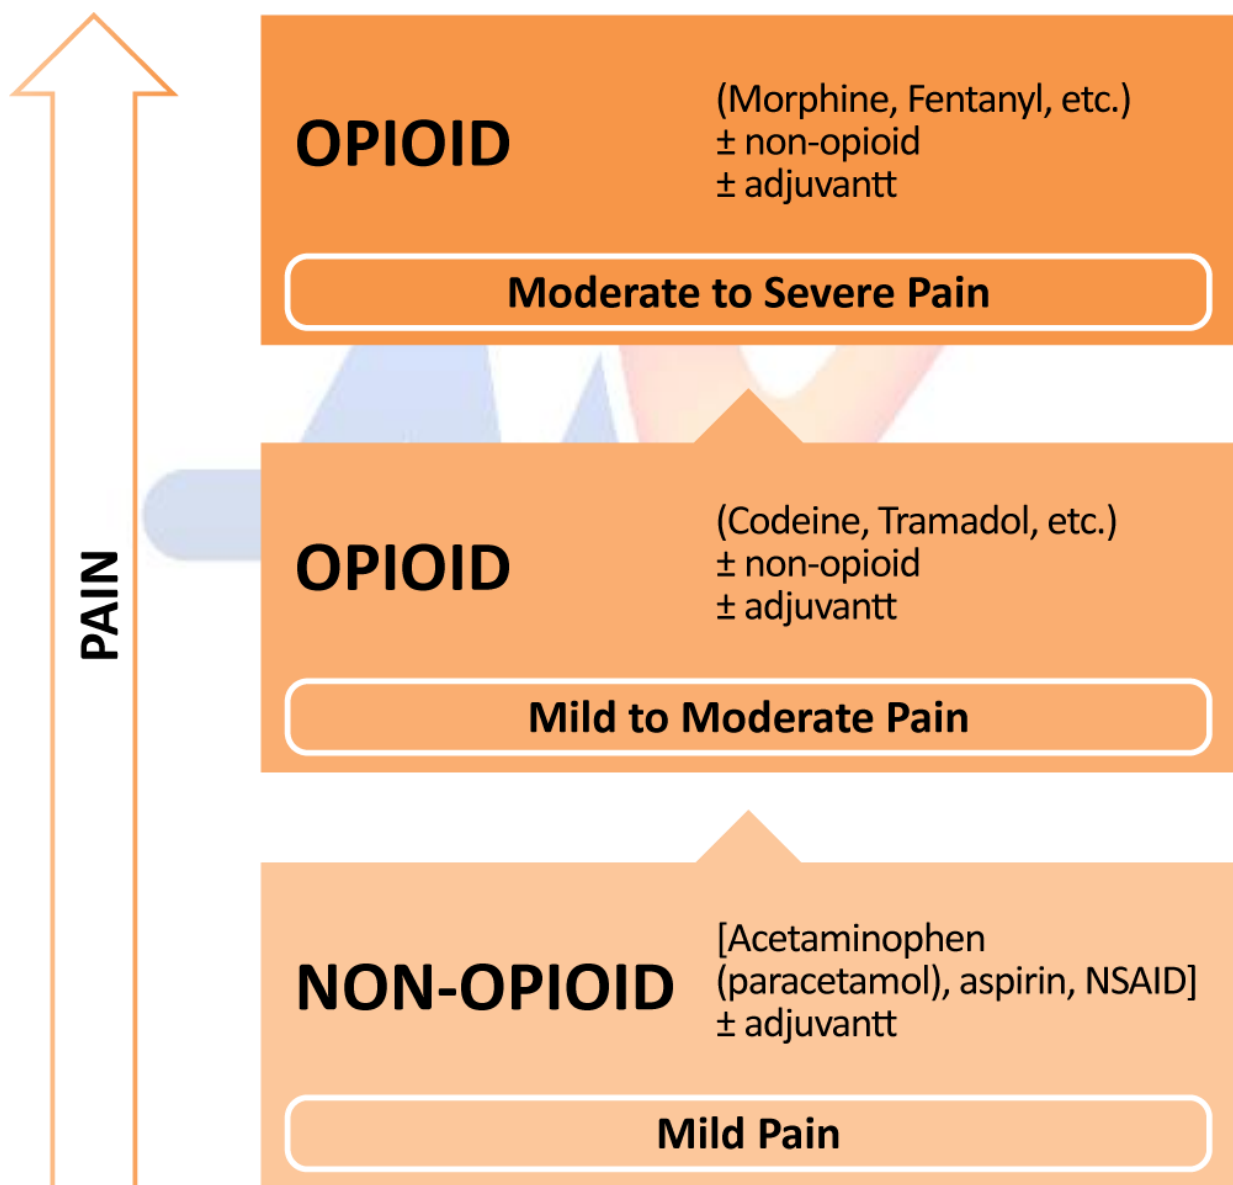 OPIOID
(Morphine, Fentanyl, etc.)
± non-opioid
± adjuvantt
Moderate to Severe Pain
PAIN
OPIOID
(Codeine, Tramadol, etc.)
± non-opioid
± adjuvantt
Mild to Moderate Pain
NON-OPIOID
[Acetaminophen
(paracetamol), aspirin, NSAID]
± adjuvantt
Mild Pain